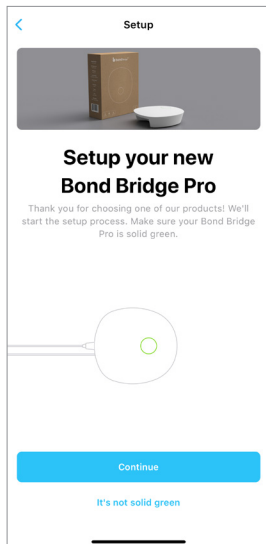 Setup
Setup your new
Bond Bridge Pro
Thank you for choosing one of our products! We'll
start the setup process. Make sure your Bond Bridge
Pro is solid green.
Continue
It's not solid green